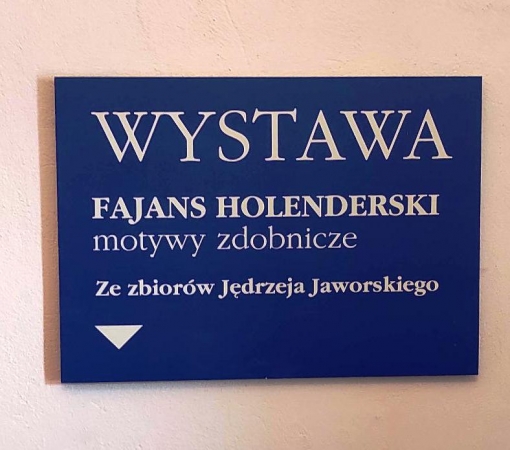 WYSTAWA
FAJANS HOLENDERSKI
motywy zdobnicze
Ze zbiorów Jędrzeja Jaworskiego